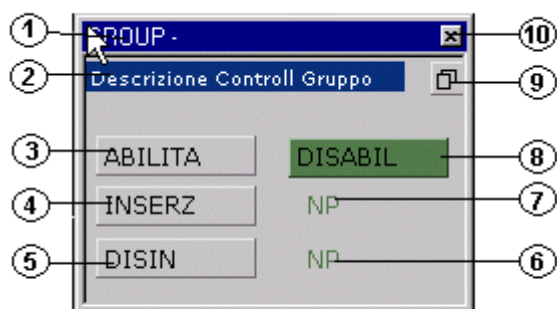 1 GROUP - 10
2 Descrizione Controll Gruppo 9
3 ABILITA DISABIL 8
4 INSERZ NP 7
5 DISIN NP 6